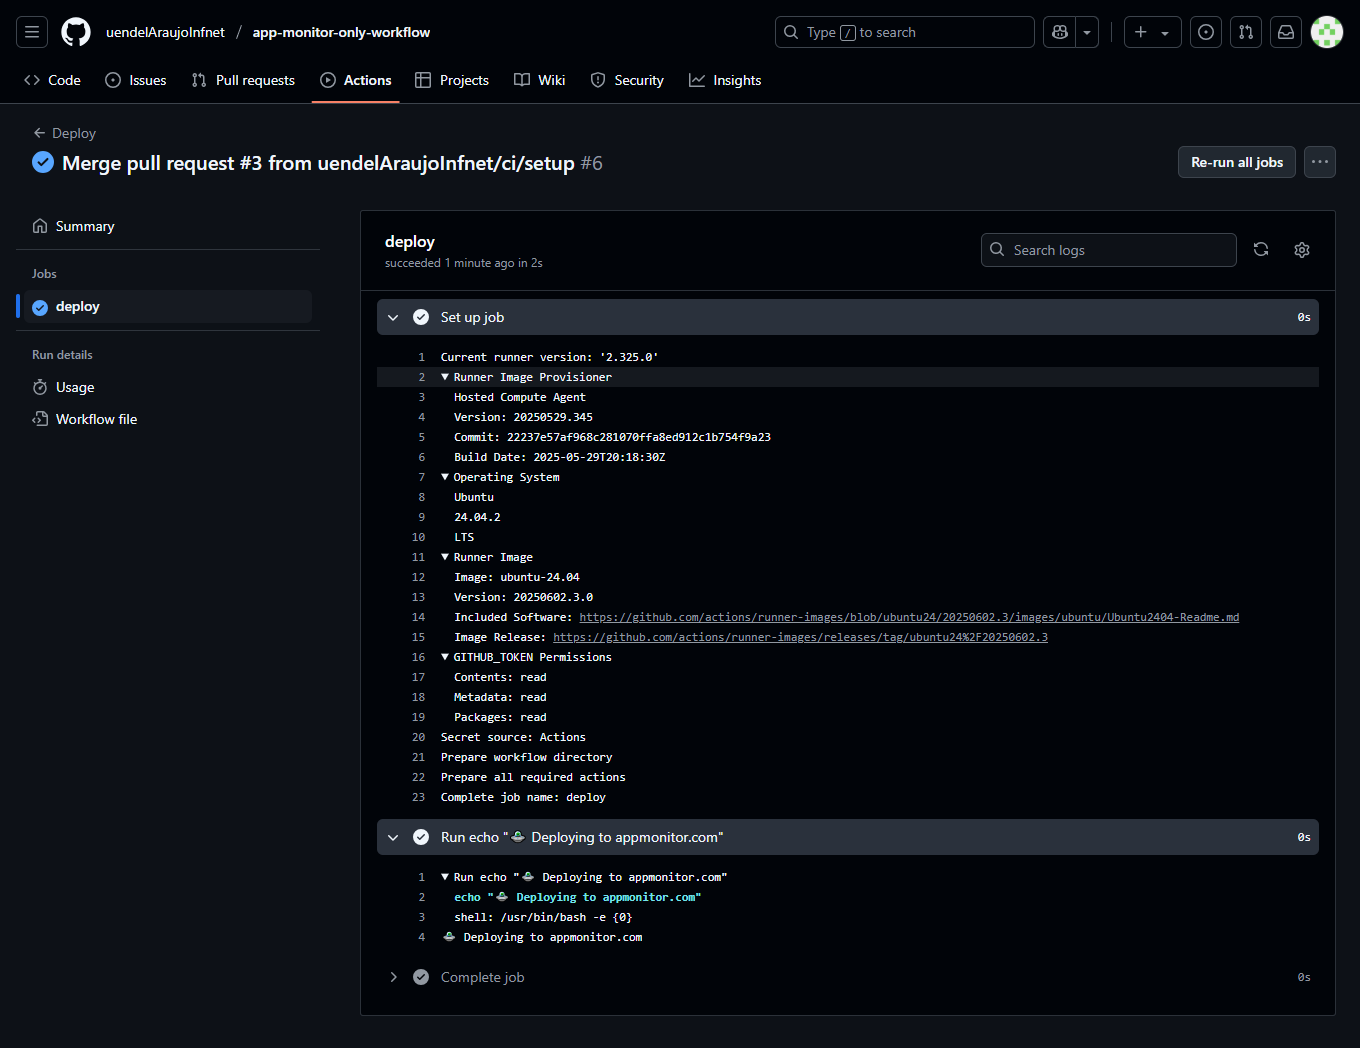 uendelAraujoInfnet / app-monitor-only-workflow
Type / to search
Code Issues Pull requests Actions Projects Wiki Security Insights
Deploy
Merge pull request #3 from uendelAraujoInfnet/ci/setup #6
Re-run all jobs
Summary
Jobs
deploy
Run details
Usage
Workflow file
deploy
succeeded 1 minute ago in 2s
Search logs
Set up job 0s
1 Current runner version: '2.325.0'
2 ▼ Runner Image Provisioner
3 Hosted Compute Agent
4 Version: 20250529.345
5 Commit: 22237e57af968c281070ffa8ed912c1b754f9a23
6 Build Date: 2025-05-29T20:18:30Z
7 ▼ Operating System
8 Ubuntu
9 24.04.2
10 LTS
11 ▼ Runner Image
12 Image: ubuntu-24.04
13 Version: 20250602.3.0
14 Included Software: https://github.com/actions/runner-images/blob/ubuntu24/20250602.3/images/ubuntu/Ubuntu2404-Readme.md
15 Image Release: https://github.com/actions/runner-images/releases/tag/ubuntu24%2F20250602.3
16 ▼ GITHUB_TOKEN Permissions
17 Contents: read
18 Metadata: read
19 Packages: read
20 Secret source: Actions
21 Prepare workflow directory
22 Prepare all required actions
23 Complete job name: deploy
Run echo "🛸 Deploying to appmonitor.com" 0s
1 ▼ Run echo "🛸 Deploying to appmonitor.com"
2 echo "🛸 Deploying to appmonitor.com"
3 shell: /usr/bin/bash -e {0}
4 🛸 Deploying to appmonitor.com
Complete job 0s